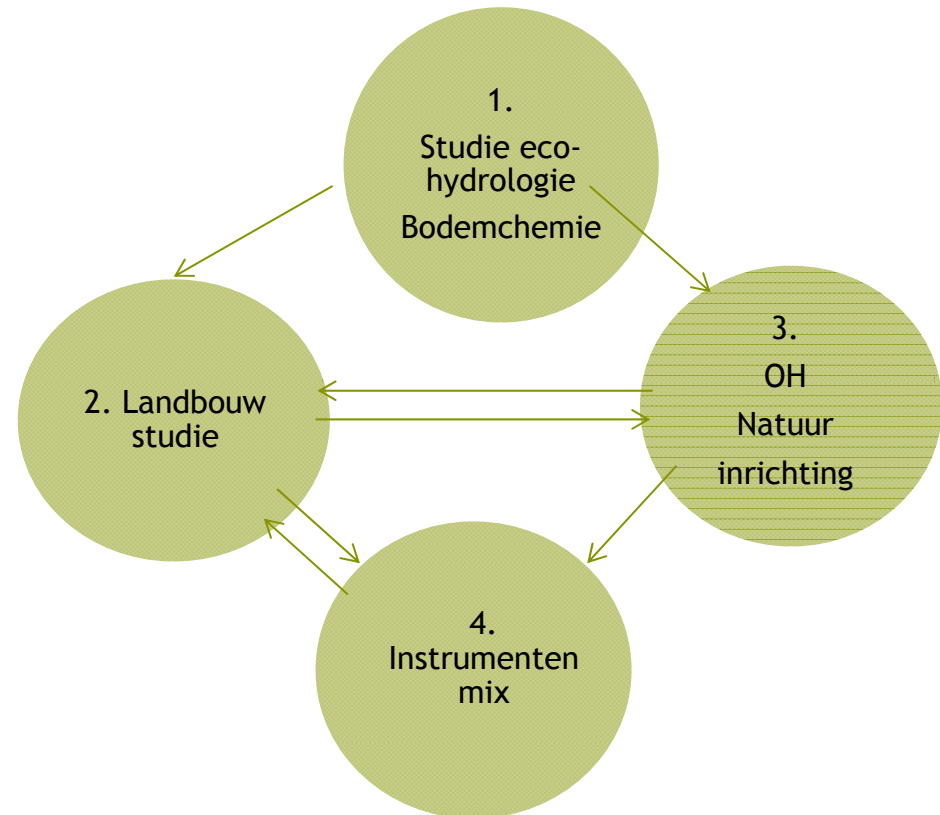 1.
Studie eco-
hydrologie
Bodemchemie
2. Landbouw
studie
3.
OH
Natuur
inrichting
4.
Instrumenten
mix